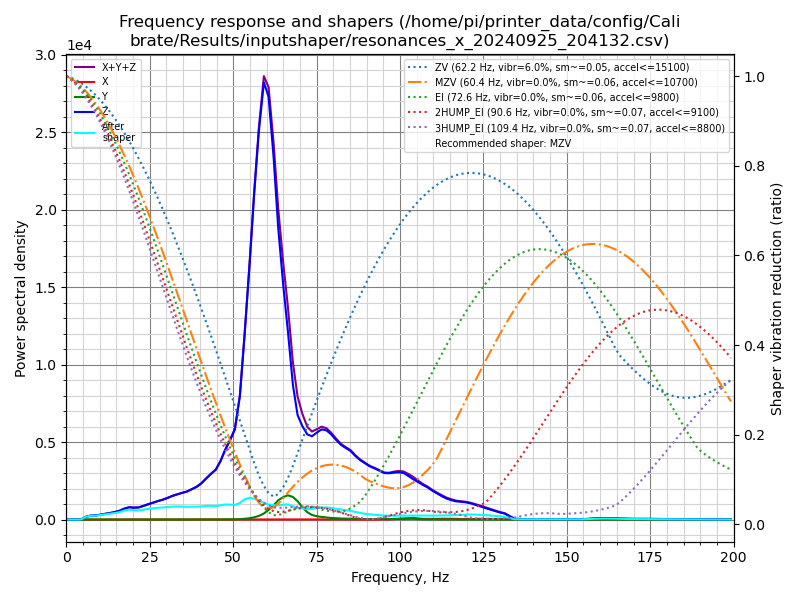 Frequency response and shapers (/home/pi/printer_data/config/Cali
brate/Results/inputshaper/resonances_x_20240925_204132.csv)
1e4
X+Y+Z
X
Y
Z
After
shaper
ZV (62.2 Hz, vibr=6.0%, sm~=0.05, accel<=15100)
MZV (60.4 Hz, vibr=0.0%, sm~=0.06, accel<=10700)
EI (72.6 Hz, vibr=0.0%, sm~=0.06, accel<=9800)
2HUMP_EI (90.6 Hz, vibr=0.0%, sm~=0.07, accel<=9100)
3HUMP_EI (109.4 Hz, vibr=0.0%, sm~=0.07, accel<=8800)
Recommended shaper: MZV
Power spectral density
3.0
2.5
2.0
1.5
1.0
0.5
0.0
Shaper vibration reduction (ratio)
1.0
0.8
0.6
0.4
0.2
0.0
0 25 50 75 100 125 150 175 200
Frequency, Hz